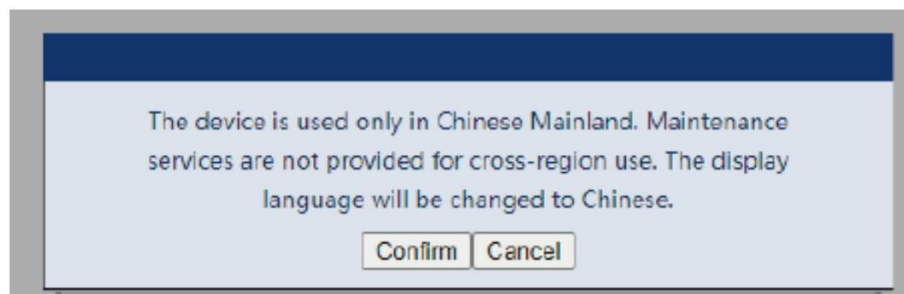 The device is used only in Chinese Mainland. Maintenance
services are not provided for cross-region use. The display
language will be changed to Chinese.
Confirm Cancel